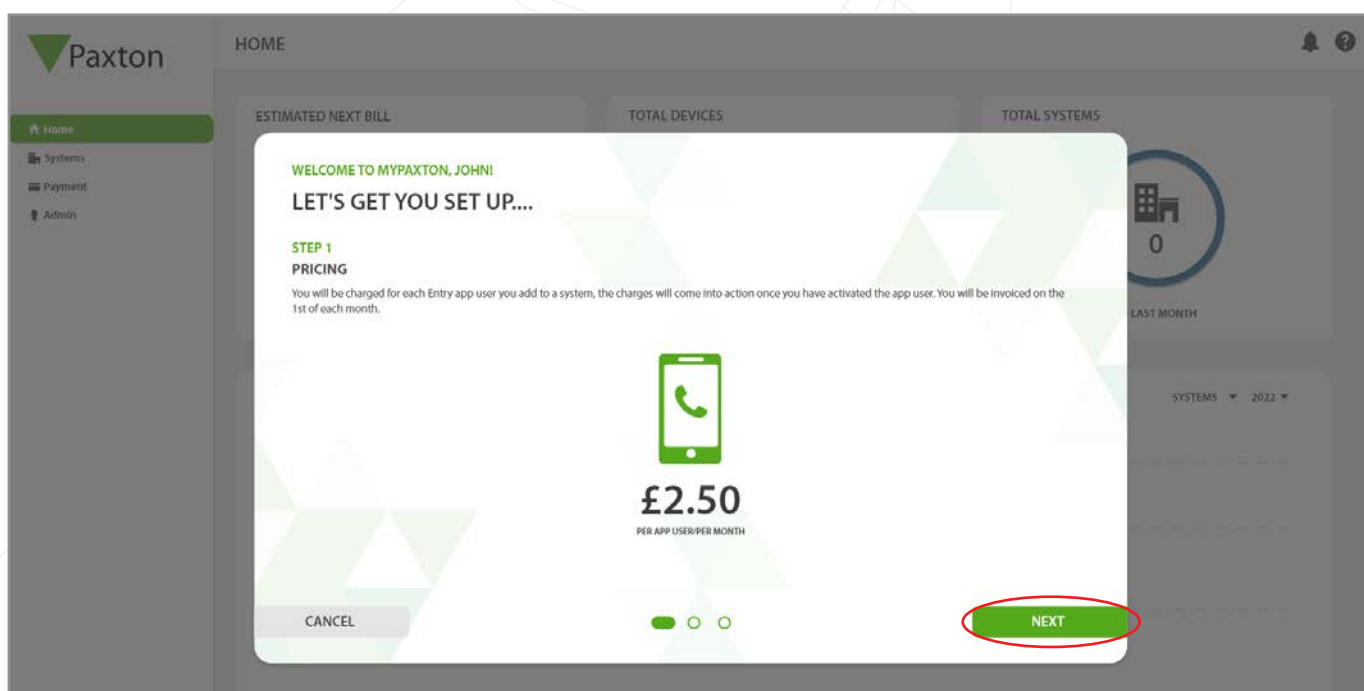 Paxton
HOME
Home
Systems
Payment
Admin
ESTIMATED NEXT BILL
TOTAL DEVICES
TOTAL SYSTEMS
WELCOME TO MYPAXTON, JOHN!
LET'S GET YOU SET UP....
STEP 1
PRICING
You will be charged for each Entry app user you add to a system, the charges will come into action once you have activated the app user. You will be invoiced on the
1st of each month.
0
LAST MONTH
SYSTEMS 2022
£2.50
PER APP USER/PER MONTH
CANCEL
NEXT